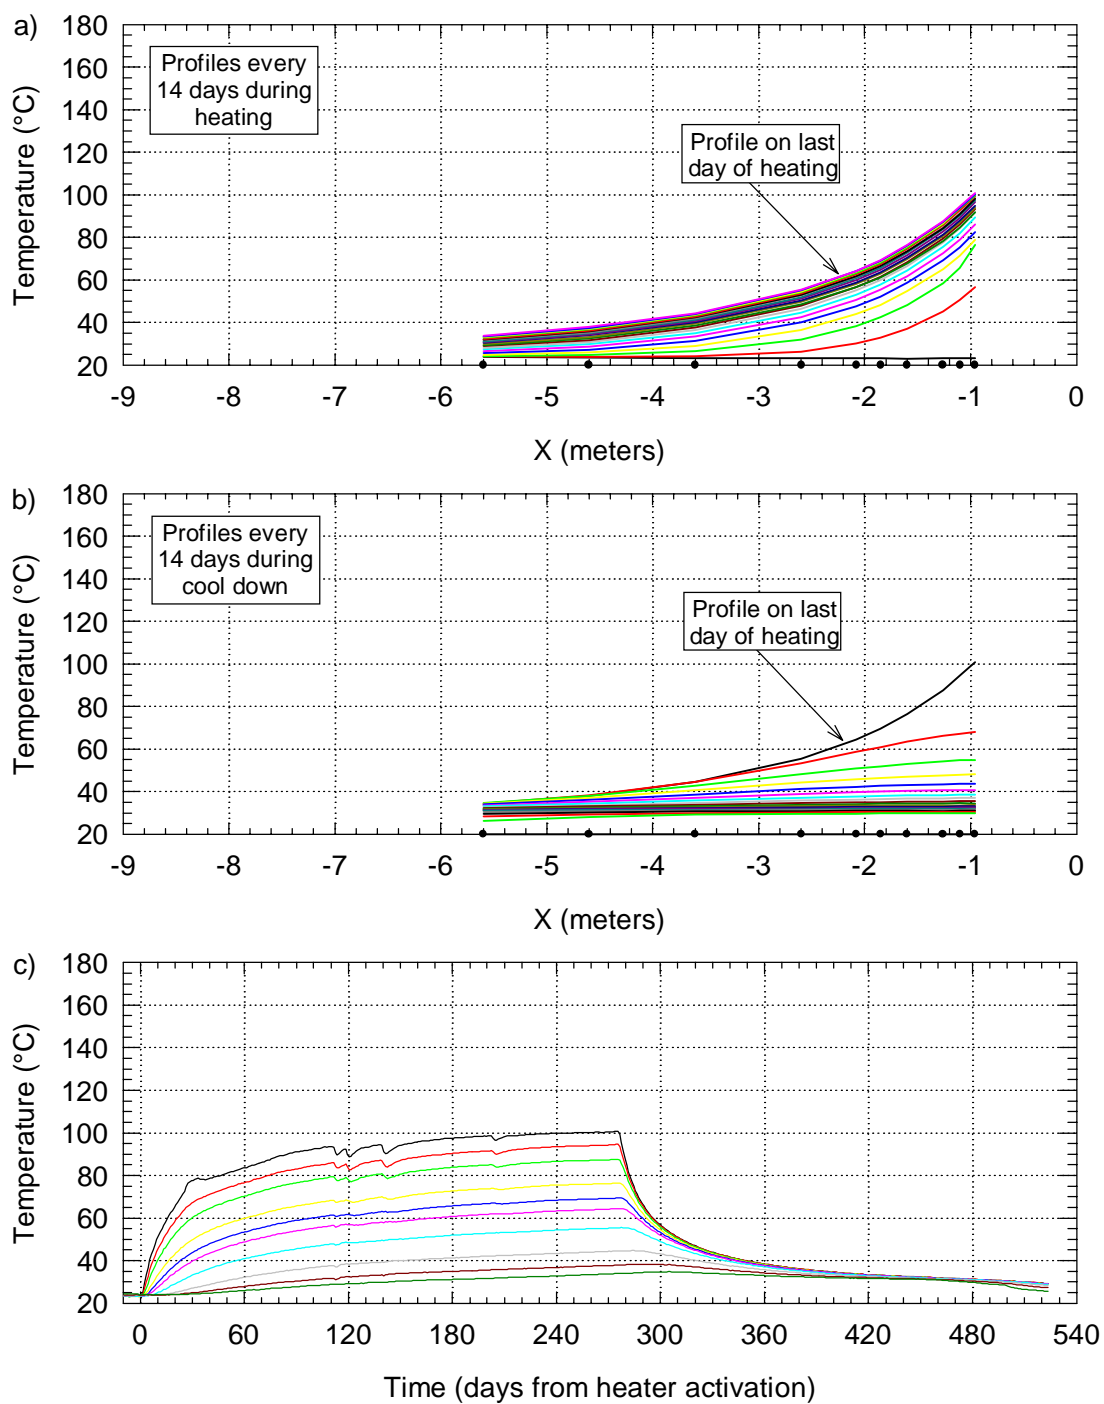 a)
180
160
140
120
100
80
60
40
20
Temperature (°C)
Profiles every
14 days during
heating
Profile on last
day of heating
-9 -8 -7 -6 -5 -4 -3 -2 -1 0
X (meters)
b)
180
160
140
120
100
80
60
40
20
Temperature (°C)
Profiles every
14 days during
cool down
Profile on last
day of heating
-9 -8 -7 -6 -5 -4 -3 -2 -1 0
X (meters)
c)
180
160
140
120
100
80
60
40
20
Temperature (°C)
0 60 120 180 240 300 360 420 480 540
Time (days from heater activation)